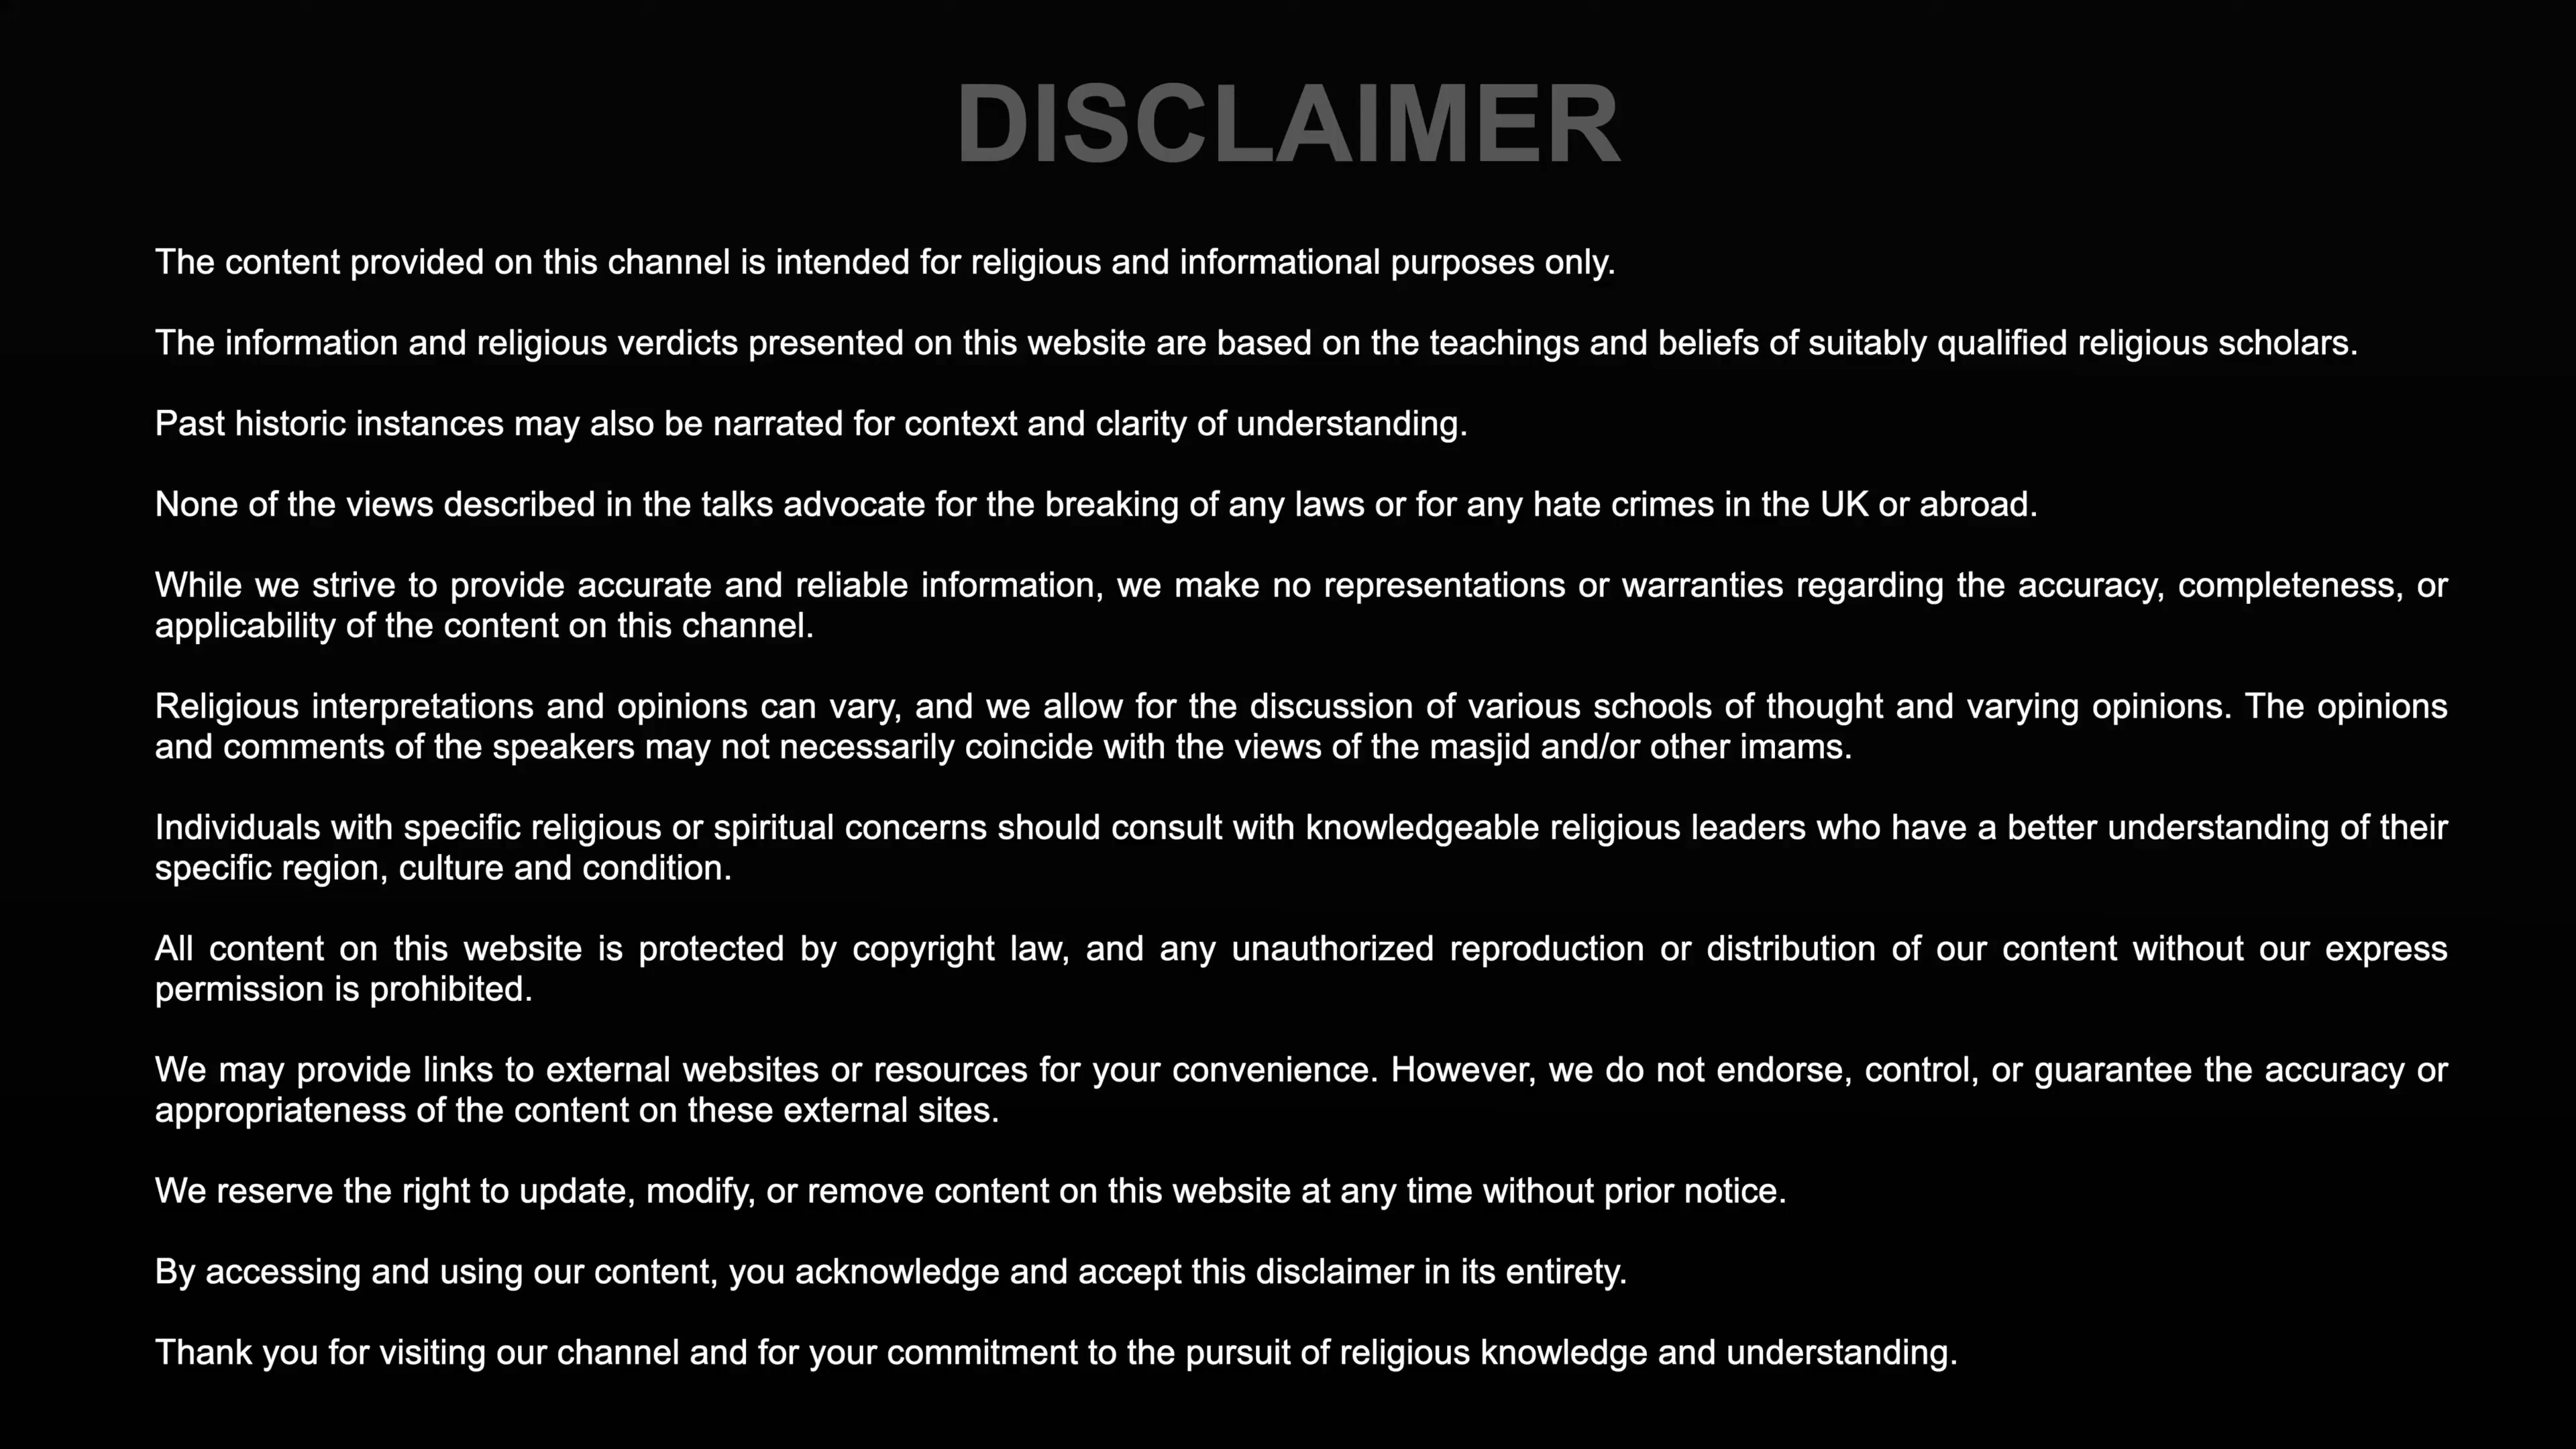 DISCLAIMER
The content provided on this channel is intended for religious and informational purposes only.
The information and religious verdicts presented on this website are based on the teachings and beliefs of suitably qualified religious scholars.
Past historic instances may also be narrated for context and clarity of understanding.
None of the views described in the talks advocate for the breaking of any laws or for any hate crimes in the UK or abroad.
While we strive to provide accurate and reliable information, we make no representations or warranties regarding the accuracy, completeness, or
applicability of the content on this channel.
Religious interpretations and opinions can vary, and we allow for the discussion of various schools of thought and varying opinions. The opinions
and comments of the speakers may not necessarily coincide with the views of the masjid and/or other imams.
Individuals with specific religious or spiritual concerns should consult with knowledgeable religious leaders who have a better understanding of their
specific region, culture and condition.
All content on this website is protected by copyright law, and any unauthorized reproduction or distribution of our content without our express
permission is prohibited.
We may provide links to external websites or resources for your convenience. However, we do not endorse, control, or guarantee the accuracy or
appropriateness of the content on these external sites.
We reserve the right to update, modify, or remove content on this website at any time without prior notice.
By accessing and using our content, you acknowledge and accept this disclaimer in its entirety.
Thank you for visiting our channel and for your commitment to the pursuit of religious knowledge and understanding.